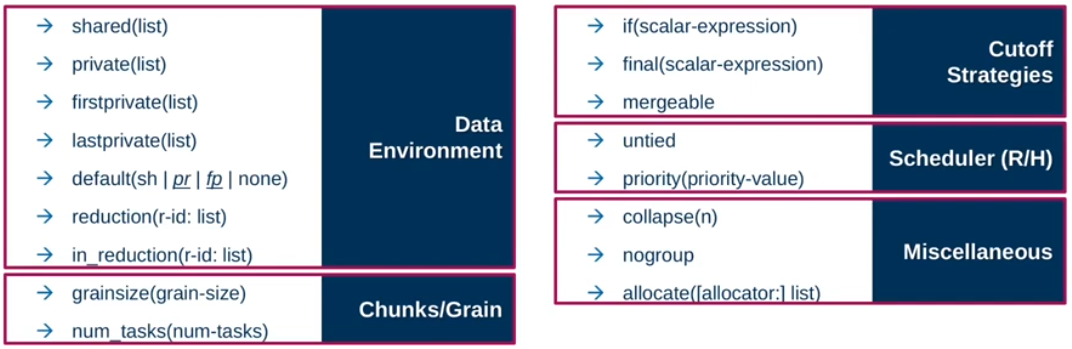 → shared(list)
→ private(list)
→ firstprivate(list)
→ lastprivate(list)
→ default(sh | pr | fp | none)
→ reduction(r-id: list)
→ in_reduction(r-id: list)
Data
Environment
→ grainsize(grain-size)
→ num_tasks(num-tasks)
Chunks/Grain
→ if(scalar-expression)
→ final(scalar-expression)
→ mergeable
Cutoff
Strategies
→ untied
→ priority(priority-value)
Scheduler (R/H)
→ collapse(n)
→ nogroup
→ allocate([allocator:] list)
Miscellaneous